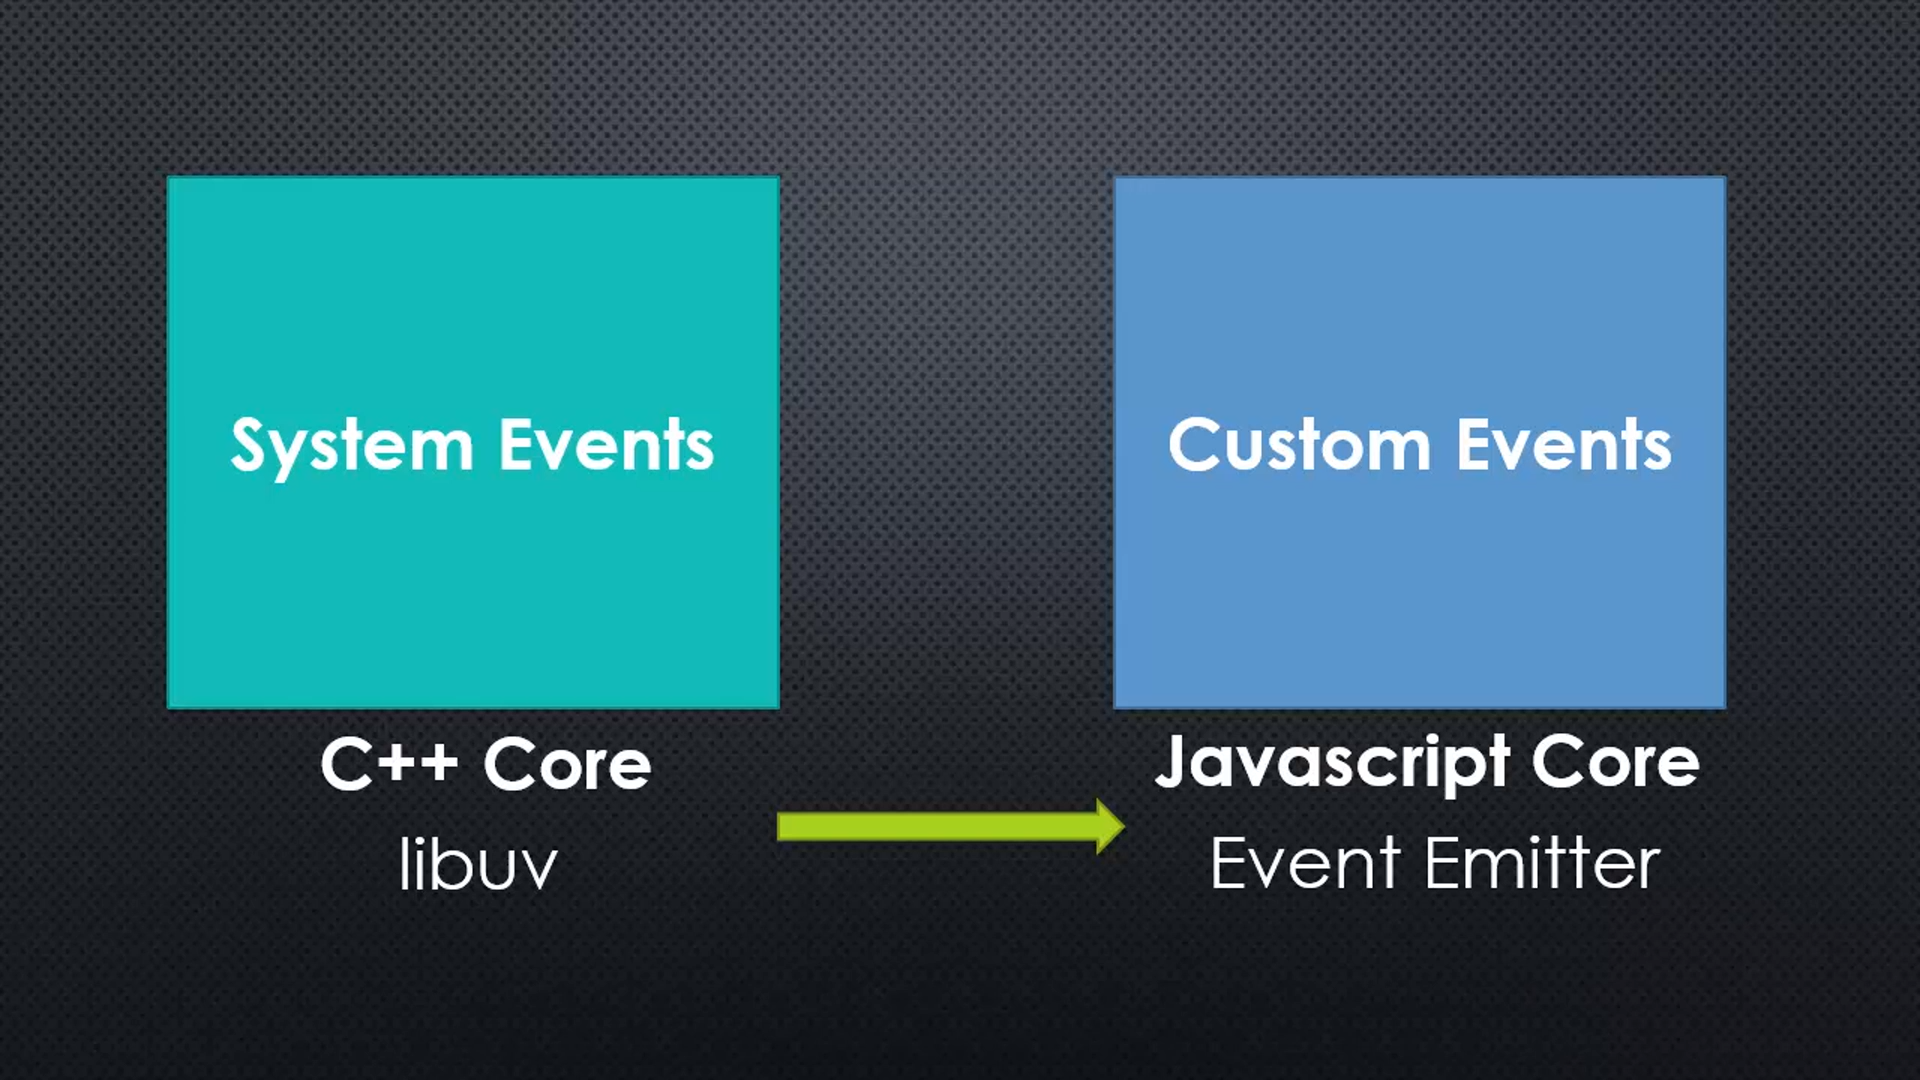 System Events
Custom Events
C++ Core
Javascript Core
libuv
Event Emitter